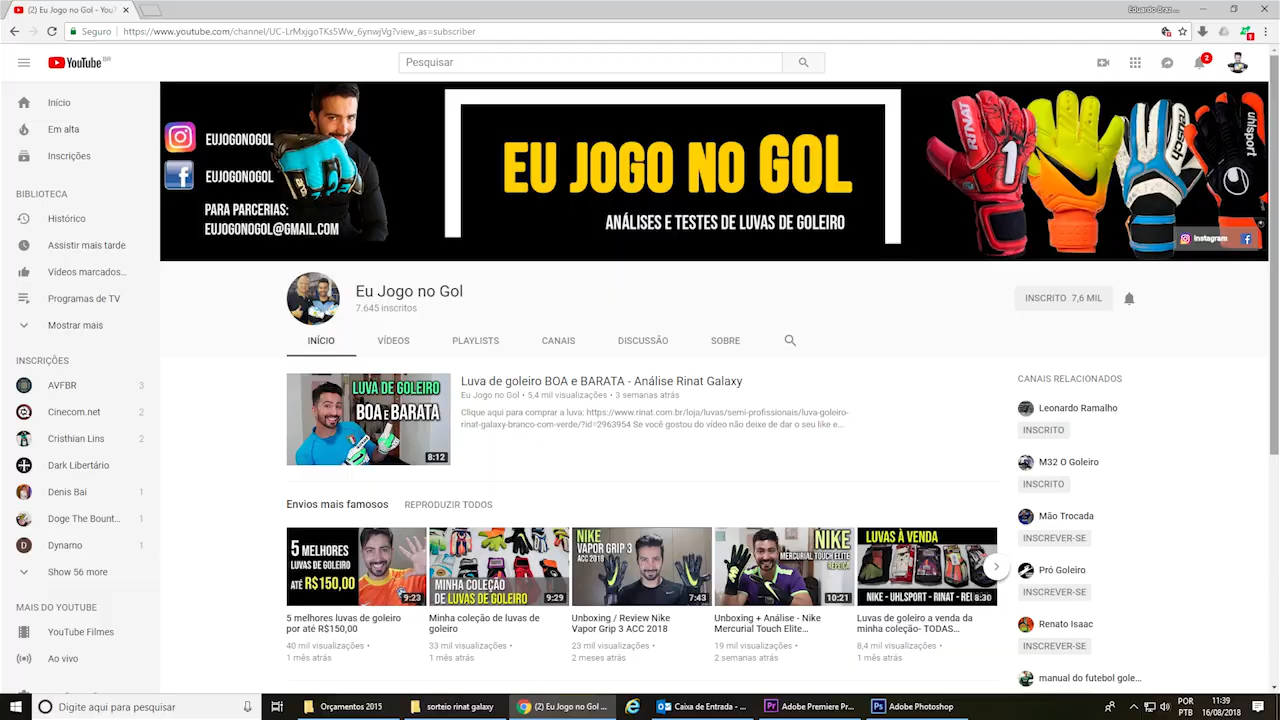 (2) Eu Jogo no Gol - YouT
Eduardo Braz ...
Seguro
https://www.youtube.com/channel/UC-LrMxjgoTKs5Ww_6ynwjVg?view_as=subscriber
YouTube BR
Pesquisar
2
Início
Em alta
Inscrições
BIBLIOTECA
Histórico
Assistir mais tarde
Vídeos marcados...
Programas de TV
Mostrar mais
INSCRIÇÕES
AVFBR 3
Cinecom.net 2
Cristhian Lins 2
Dark Libertário
Denis Bai 1
Doge The Bount... 1
Dynamo 1
Show 56 more
MAIS DO YOUTUBE
YouTube Filmes
Ao vivo
EUJOGONOGOL
EUJOGONOGOL
PARA PARCERIAS:
EUJOGONOGOL@GMAIL.COM
EU JOGO NO GOL
ANÁLISES E TESTES DE LUVAS DE GOLEIRO
RINAT
1
uhlsport
Instagram
Eu Jogo no Gol
7.645 inscritos
INSCRITO 7,6 MIL
INÍCIO
VÍDEOS
PLAYLISTS
CANAIS
DISCUSSÃO
SOBRE
LUVA DE GOLEIRO
BOA E BARATA
8:12
Luva de goleiro BOA e BARATA - Análise Rinat Galaxy
Eu Jogo no Gol • 5,4 mil visualizações • 3 semanas atrás
Clique aqui para comprar a luva: https://www.rinat.com.br/loja/luvas/semi-profissionais/luva-goleiro-
rinat-galaxy-branco-com-verde/?id=2963954 Se você gostou do vídeo não deixe de dar o seu like e...
Envios mais famosos
REPRODUZIR TODOS
5 MELHORES
LUVAS DE GOLEIRO
ATÉ R$150,00
9:23
5 melhores luvas de goleiro
por até R$150,00
40 mil visualizações •
1 mês atrás
MINHA COLEÇÃO
DE LUVAS DE GOLEIRO
9:29
Minha coleção de luvas de
goleiro
33 mil visualizações •
1 mês atrás
NIKE
VAPOR GRIP 3
ACC 2018
7:43
Unboxing / Review Nike
Vapor Grip 3 ACC 2018
23 mil visualizações •
2 meses atrás
NIKE
MERCURIAL TOUCH ELITE
RÉPLICA
10:21
Unboxing + Análise - Nike
Mercurial Touch Elite...
19 mil visualizações •
2 semanas atrás
LUVAS À VENDA
NIKE - UHLSPORT - RINAT - RE
8:30
Luvas de goleiro a venda da
minha coleção- TODAS...
8,4 mil visualizações •
1 mês atrás
CANAIS RELACIONADOS
Leonardo Ramalho
INSCRITO
M32 O Goleiro
INSCRITO
Mão Trocada
INSCREVER-SE
Pró Goleiro
INSCREVER-SE
Renato Isaac
INSCREVER-SE
manual do futebol gole...
Digite aqui para pesquisar
Orçamentos 2015
sorteio rinat galaxy
(2) Eu Jogo no Gol ...
Caixa de Entrada - ...
Adobe Premiere Pr...
Adobe Photoshop
POR
PTB
11:39
16/08/2018